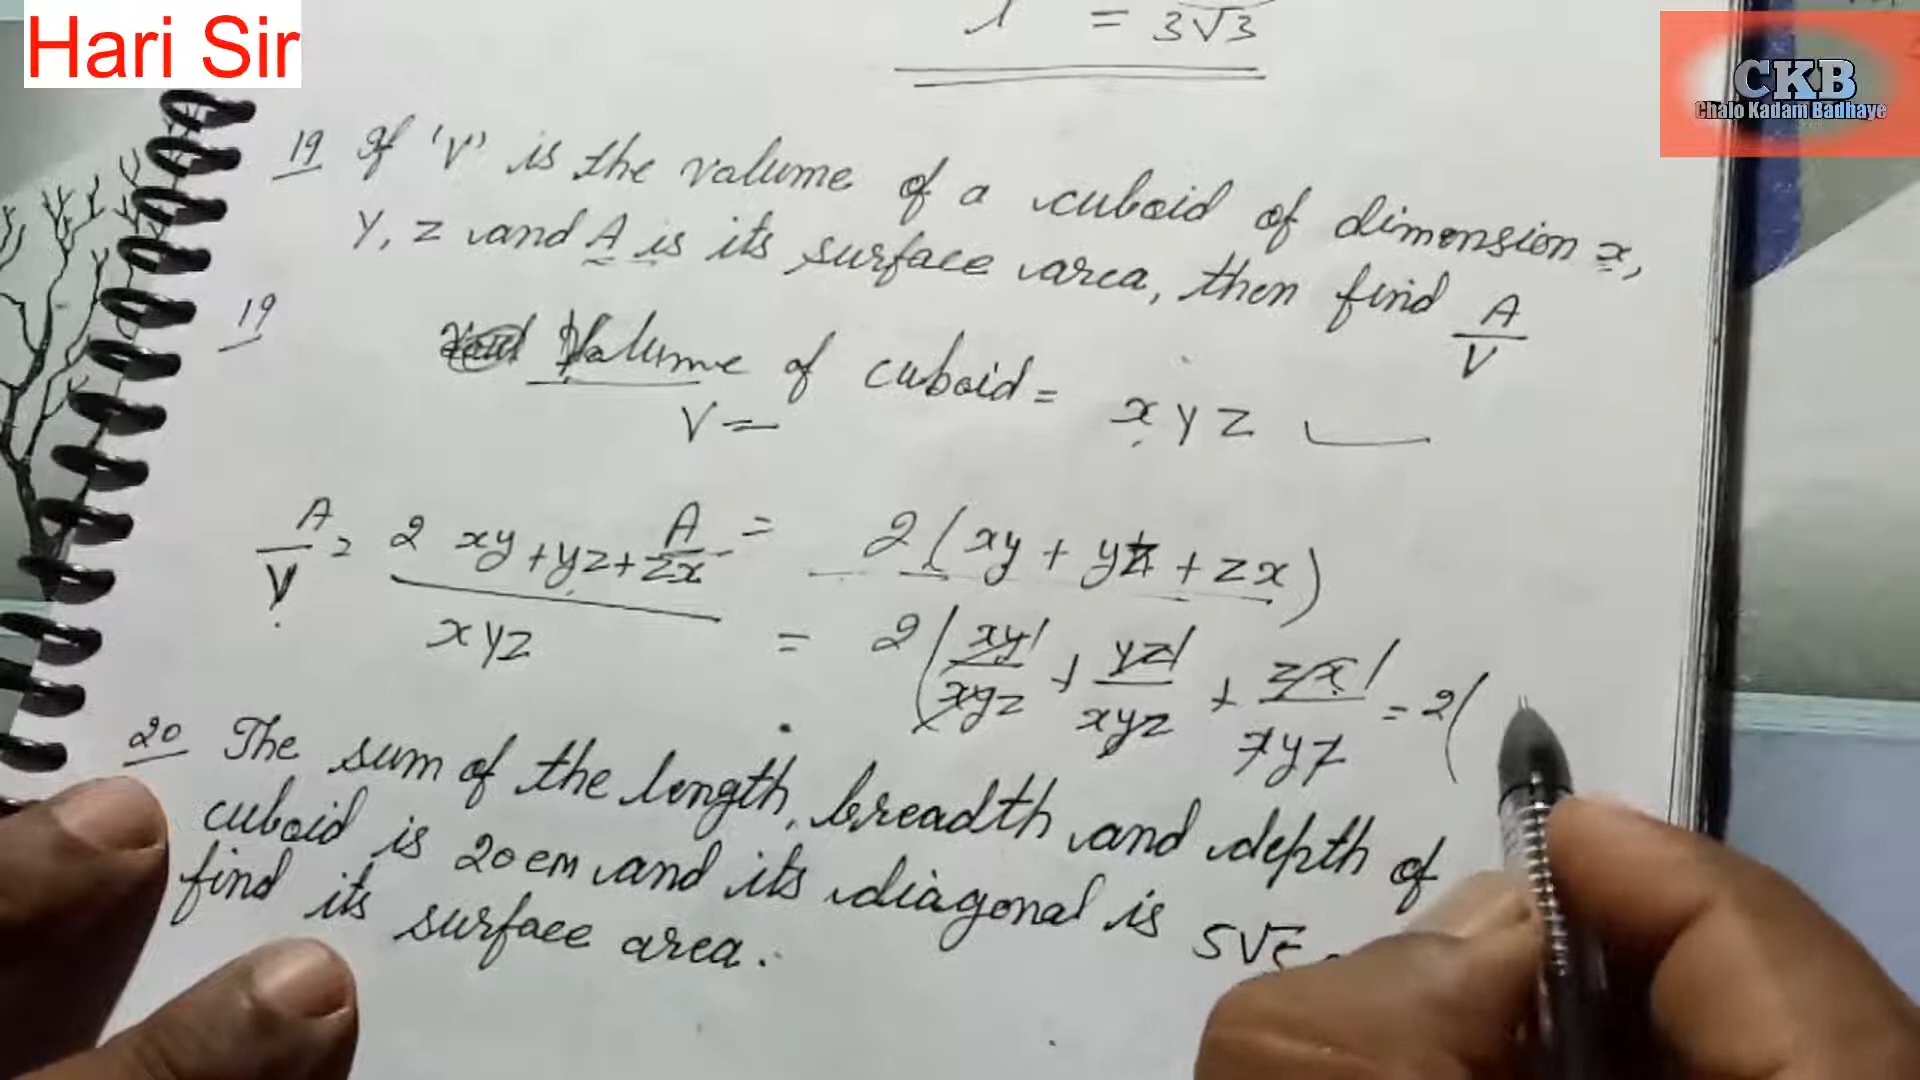 Hari Sir
CKB
Chalo Kadam Badhaye
= 3√3
19 If 'V' is the valume of a cuboid of dimension x,
y, z and A is its surface area, then find A/V
19
Valume of cuboid = xyz
V =
A = 2(xy + yz + zx)
A/V = 2 xy + yz + zx / xyz
= 2( xy/xyz + yz/xyz + zx/xyz = 2(
20 The sum of the length, breadth and depth of
cuboid is 20 cm and its diagonal is 5√5
find its surface area.